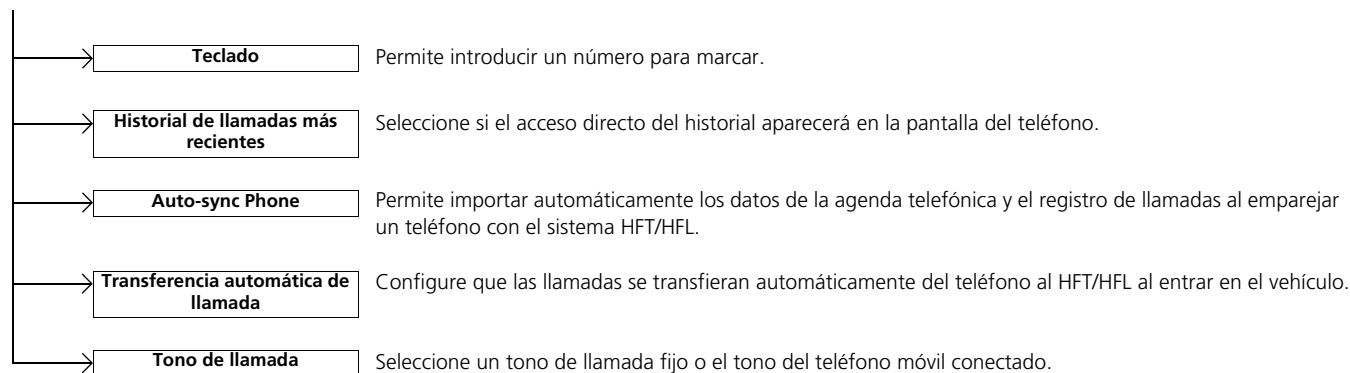 Teclado
Permite introducir un número para marcar.
Historial de llamadas más
recientes
Seleccione si el acceso directo del historial aparecerá en la pantalla del teléfono.
Auto-sync Phone
Permite importar automáticamente los datos de la agenda telefónica y el registro de llamadas al emparejar
un teléfono con el sistema HFT/HFL.
Transferencia automática de
llamada
Configure que las llamadas se transfieran automáticamente del teléfono al HFT/HFL al entrar en el vehículo.
Tono de llamada
Seleccione un tono de llamada fijo o el tono del teléfono móvil conectado.